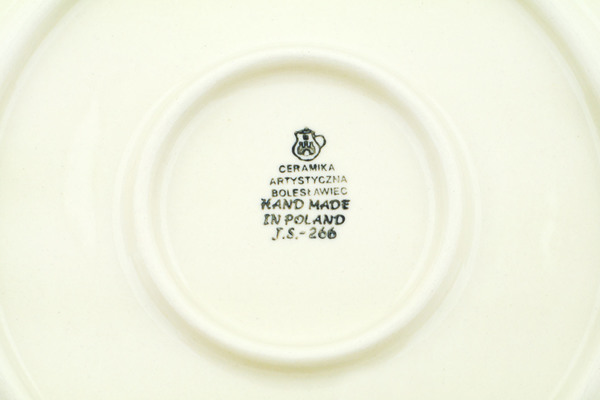 CERAMIKA
ARTYSTYCZNA
BOLESŁAWIEC
HAND MADE
IN POLAND
J.S.-266